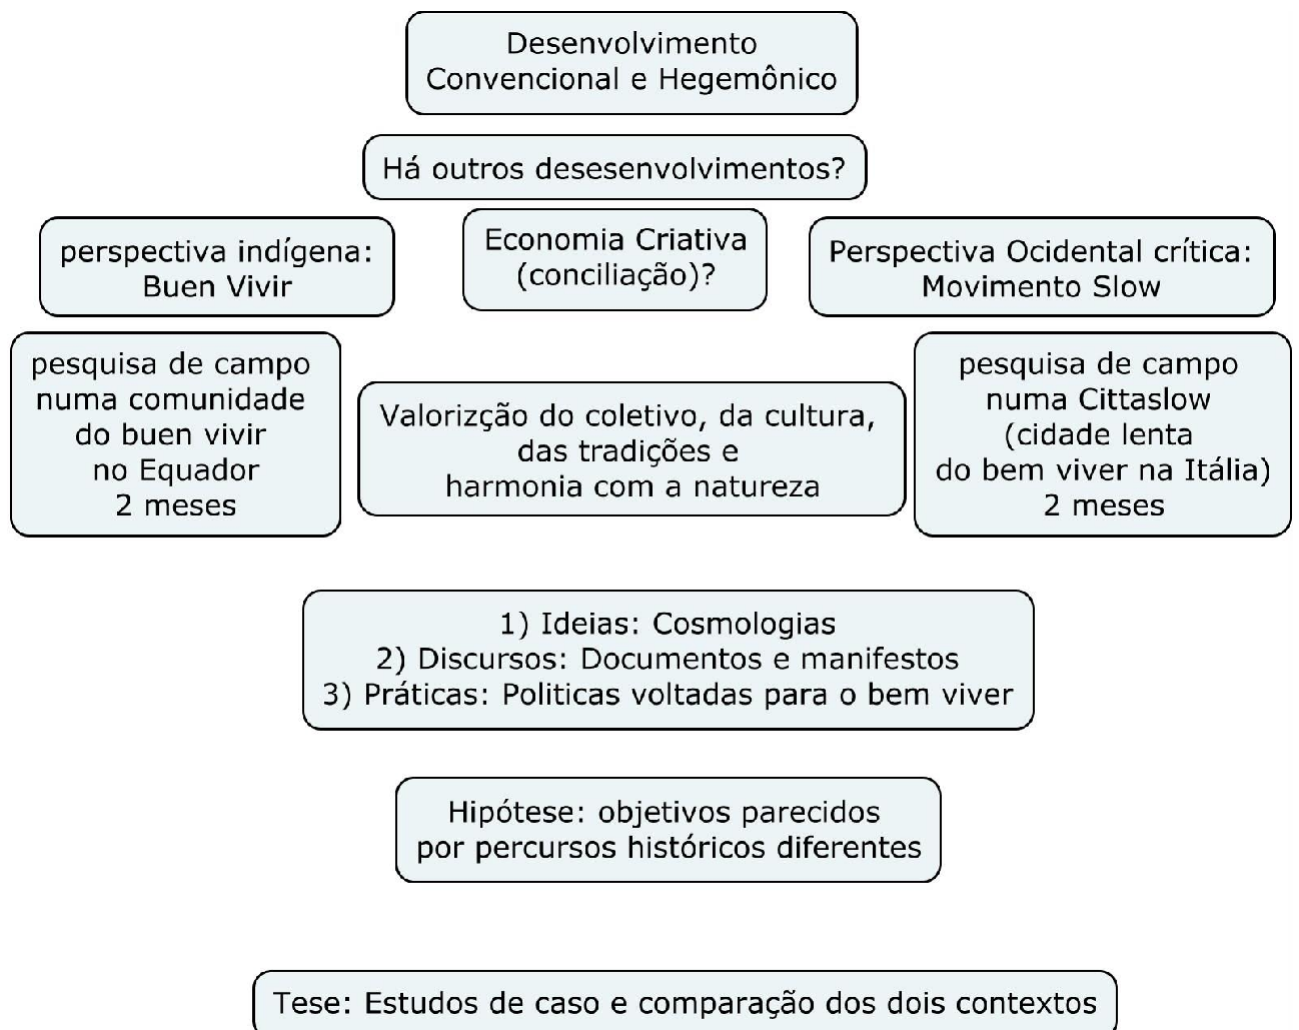 Desenvolvimento
Convencional e Hegemônico
Há outros desesenvolvimentos?
perspectiva indígena:
Buen Vivir
Economia Criativa
(conciliação)?
Perspectiva Ocidental crítica:
Movimento Slow
pesquisa de campo
numa comunidade
do buen vivir
no Equador
2 meses
Valorizção do coletivo, da cultura,
das tradições e
harmonia com a natureza
pesquisa de campo
numa Cittaslow
(cidade lenta
do bem viver na Itália)
2 meses
1) Ideias: Cosmologias
2) Discursos: Documentos e manifestos
3) Práticas: Politicas voltadas para o bem viver
Hipótese: objetivos parecidos
por percursos históricos diferentes
Tese: Estudos de caso e comparação dos dois contextos